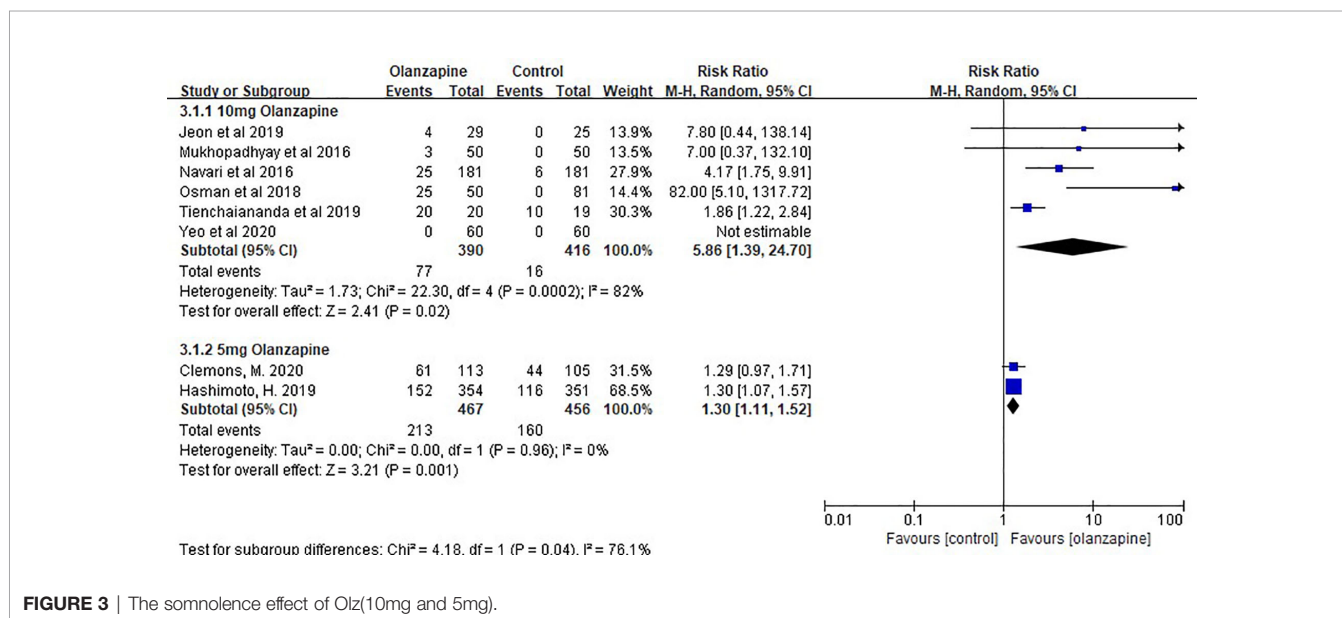 Olanzapine Control Risk Ratio Risk Ratio
Study or Subgroup Events Total Events Total Weight M-H, Random, 95% CI M-H, Random, 95% CI
3.1.1 10mg Olanzapine
Jeon et al 2019 4 29 0 25 13.9% 7.80 [0.44, 138.14]
Mukhopadhyay et al 2016 3 50 0 50 13.5% 7.00 [0.37, 132.10]
Navari et al 2016 25 181 6 181 27.9% 4.17 [1.75, 9.91]
Osman et al 2018 25 50 0 81 14.4% 82.00 [5.10, 1317.72]
Tienchaiananda et al 2019 20 20 10 19 30.3% 1.86 [1.22, 2.84]
Yeo et al 2020 0 60 0 60 Not estimable
Subtotal (95% CI) 390 416 100.0% 5.86 [1.39, 24.70]
Total events 77 16
Heterogeneity: Tau² = 1.73; Chi² = 22.30, df = 4 (P = 0.0002); I² = 82%
Test for overall effect: Z = 2.41 (P = 0.02)
3.1.2 5mg Olanzapine
Clemons, M. 2020 61 113 44 105 31.5% 1.29 [0.97, 1.71]
Hashimoto, H. 2019 152 354 116 351 68.5% 1.30 [1.07, 1.57]
Subtotal (95% CI) 467 456 100.0% 1.30 [1.11, 1.52]
Total events 213 160
Heterogeneity: Tau² = 0.00; Chi² = 0.00, df = 1 (P = 0.96); I² = 0%
Test for overall effect: Z = 3.21 (P = 0.001)
0.01 0.1 1 10 100
Favours [control] Favours [olanzapine]
Test for subgroup differences: Chi² = 4.18, df = 1 (P = 0.04), I² = 76.1%
FIGURE 3 | The somnolence effect of Olz(10mg and 5mg).